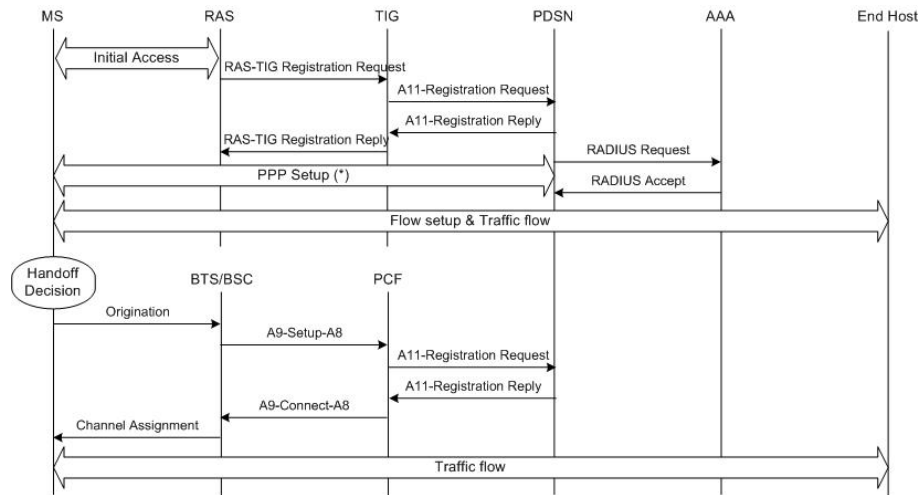 MS RAS TIG PDSN AAA End Host
Initial Access
RAS-TIG Registration Request
A11-Registration Request
A11-Registration Reply
RAS-TIG Registration Reply
RADIUS Request
PPP Setup (*)
RADIUS Accept
Flow setup & Traffic flow
Handoff
Decision
BTS/BSC PCF
Origination
A9-Setup-A8
A11-Registration Request
A11-Registration Reply
A9-Connect-A8
Channel Assignment
Traffic flow